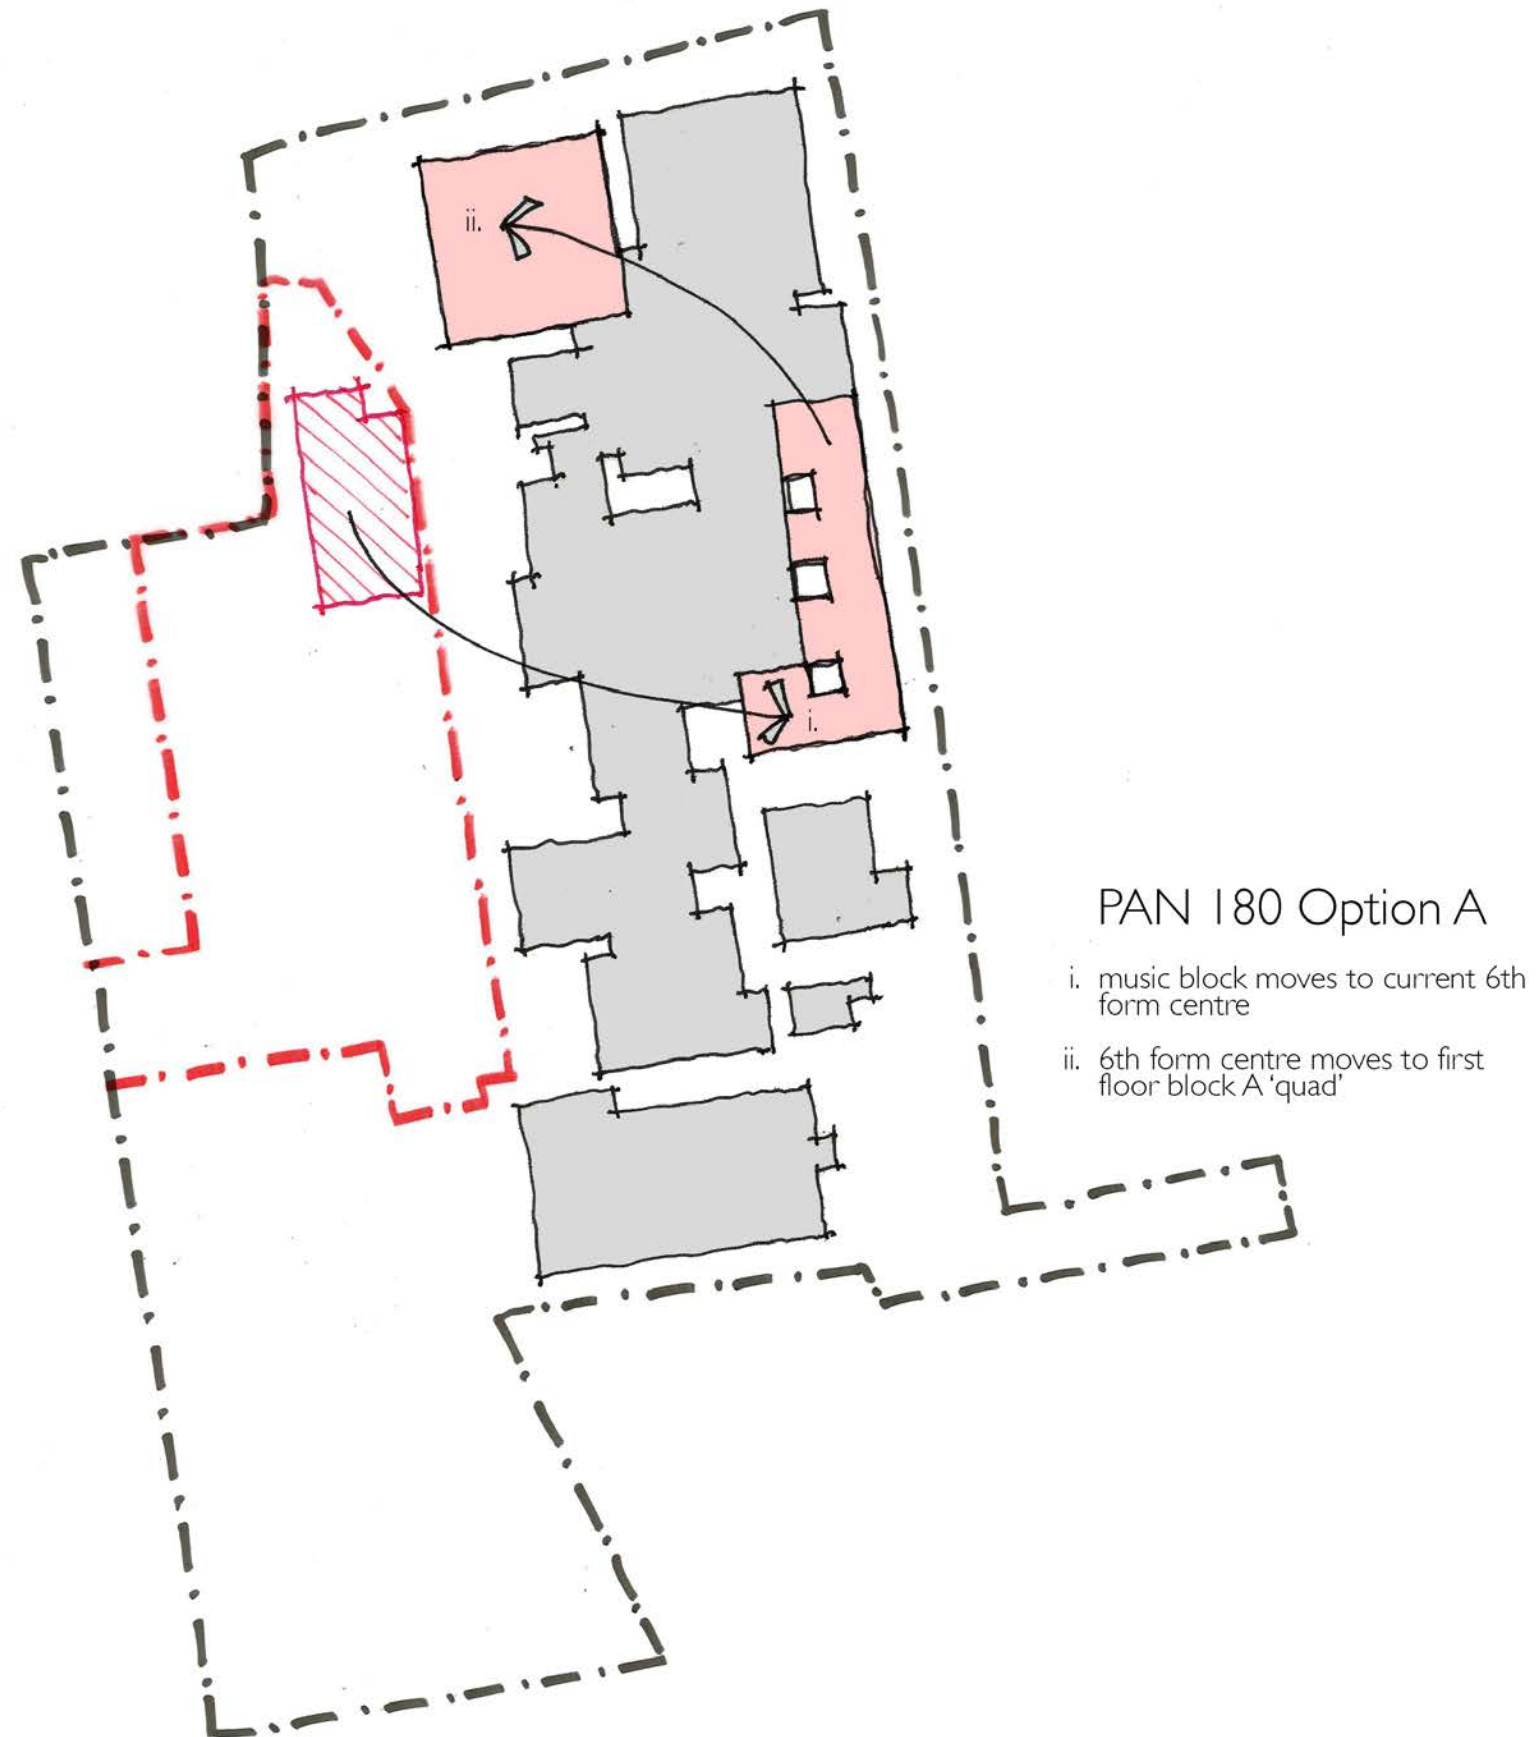 ii.
i.
PAN 180 Option A
i. music block moves to current 6th
form centre
ii. 6th form centre moves to first
floor block A ‘quad’